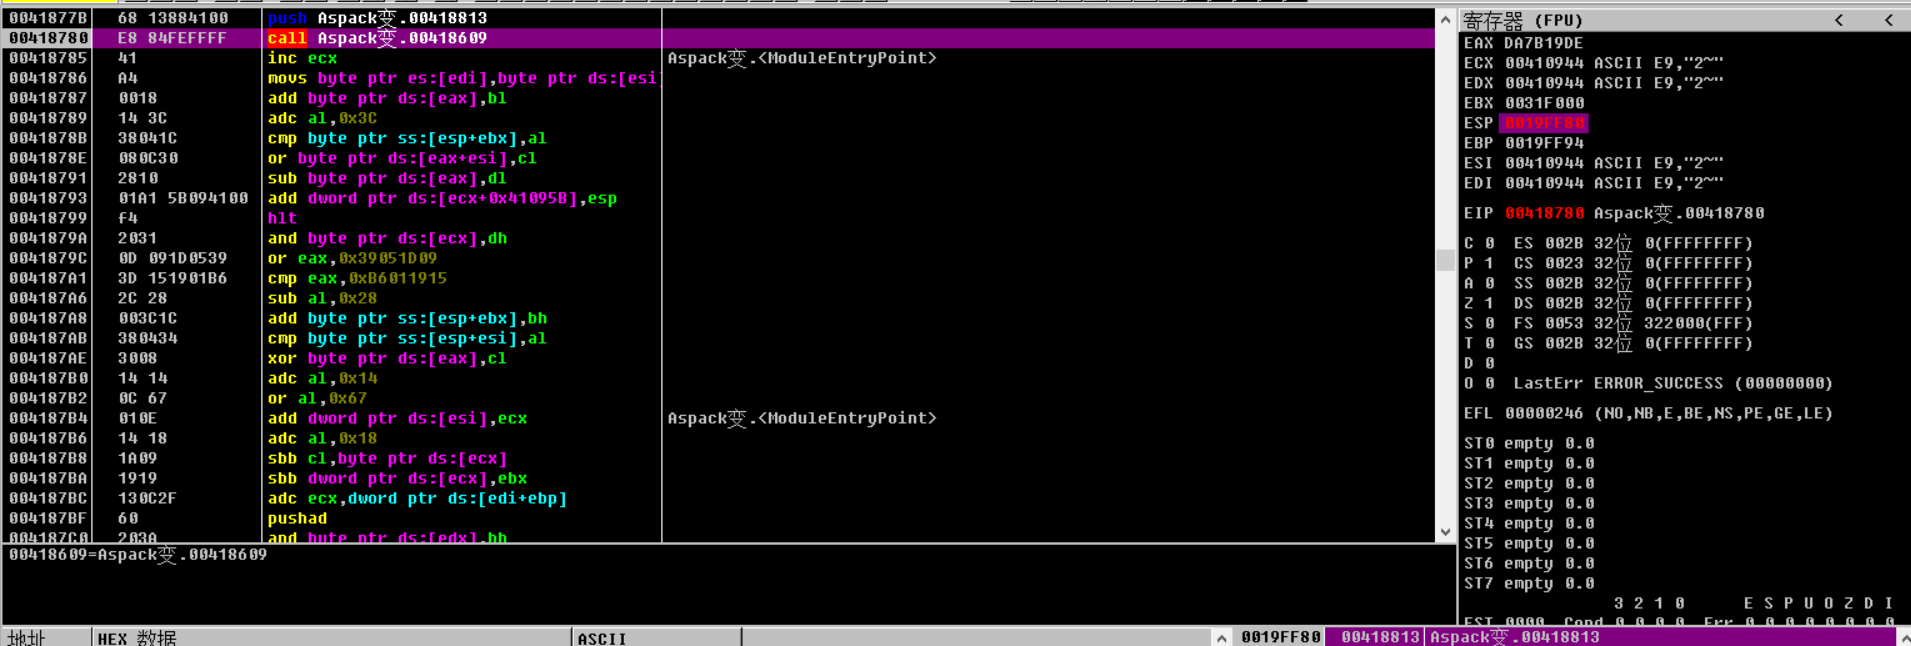 0041877B 68 13884100 push Aspack变.00418813
00418780 E8 84FEFFFF call Aspack变.00418609
00418785 41 inc ecx Aspack变.<ModuleEntryPoint>
00418786 A4 movs byte ptr es:[edi],byte ptr ds:[esi
00418787 0018 add byte ptr ds:[eax],bl
00418789 14 3C adc al,0x3C
0041878B 38041C cmp byte ptr ss:[esp+ebx],al
0041878E 080C30 or byte ptr ds:[eax+esi],cl
00418791 2810 sub byte ptr ds:[eax],dl
00418793 01A1 5B094100 add dword ptr ds:[ecx+0x41095B],esp
00418799 F4 hlt
0041879A 2031 and byte ptr ds:[ecx],dh
0041879C 0D 091D0539 or eax,0x39051D09
004187A1 3D 151901B6 cmp eax,0xB6011915
004187A6 2C 28 sub al,0x28
004187A8 003C1C add byte ptr ss:[esp+ebx],bh
004187AB 380434 cmp byte ptr ss:[esp+esi],al
004187AE 3008 xor byte ptr ds:[eax],cl
004187B0 14 14 adc al,0x14
004187B2 0C 67 or al,0x67
004187B4 010E add dword ptr ds:[esi],ecx Aspack变.<ModuleEntryPoint>
004187B6 14 18 adc al,0x18
004187B8 1A09 sbb cl,byte ptr ds:[ecx]
004187BA 1919 sbb dword ptr ds:[ecx],ebx
004187BC 130C2F adc ecx,dword ptr ds:[edi+ebp]
004187BF 60 pushad
004187C0 203A and byte ptr ds:[edx],bh
00418609=Aspack变.00418609
寄存器 (FPU) < <
EAX DA7B19DE
ECX 00410944 ASCII E9,"2~"
EDX 00410944 ASCII E9,"2~"
EBX 0031F000
ESP 0019FF80
EBP 0019FF94
ESI 00410944 ASCII E9,"2~"
EDI 00410944 ASCII E9,"2~"
EIP 00418780 Aspack变.00418780
C 0 ES 002B 32位 0(FFFFFFFF)
P 1 CS 0023 32位 0(FFFFFFFF)
A 0 SS 002B 32位 0(FFFFFFFF)
Z 1 DS 002B 32位 0(FFFFFFFF)
S 0 FS 0053 32位 322000(FFF)
T 0 GS 002B 32位 0(FFFFFFFF)
D 0
O 0 LastErr ERROR_SUCCESS (00000000)
EFL 00000246 (NO,NB,E,BE,NS,PE,GE,LE)
ST0 empty 0.0
ST1 empty 0.0
ST2 empty 0.0
ST3 empty 0.0
ST4 empty 0.0
ST5 empty 0.0
ST6 empty 0.0
ST7 empty 0.0
3 2 1 0 E S P U O Z D I
FST 0000 Cond 0 0 0 0 Err 0 0 0 0 0 0 0 0
地址 HEX 数据 ASCII
0019FF80 00418813 Aspack变.00418813